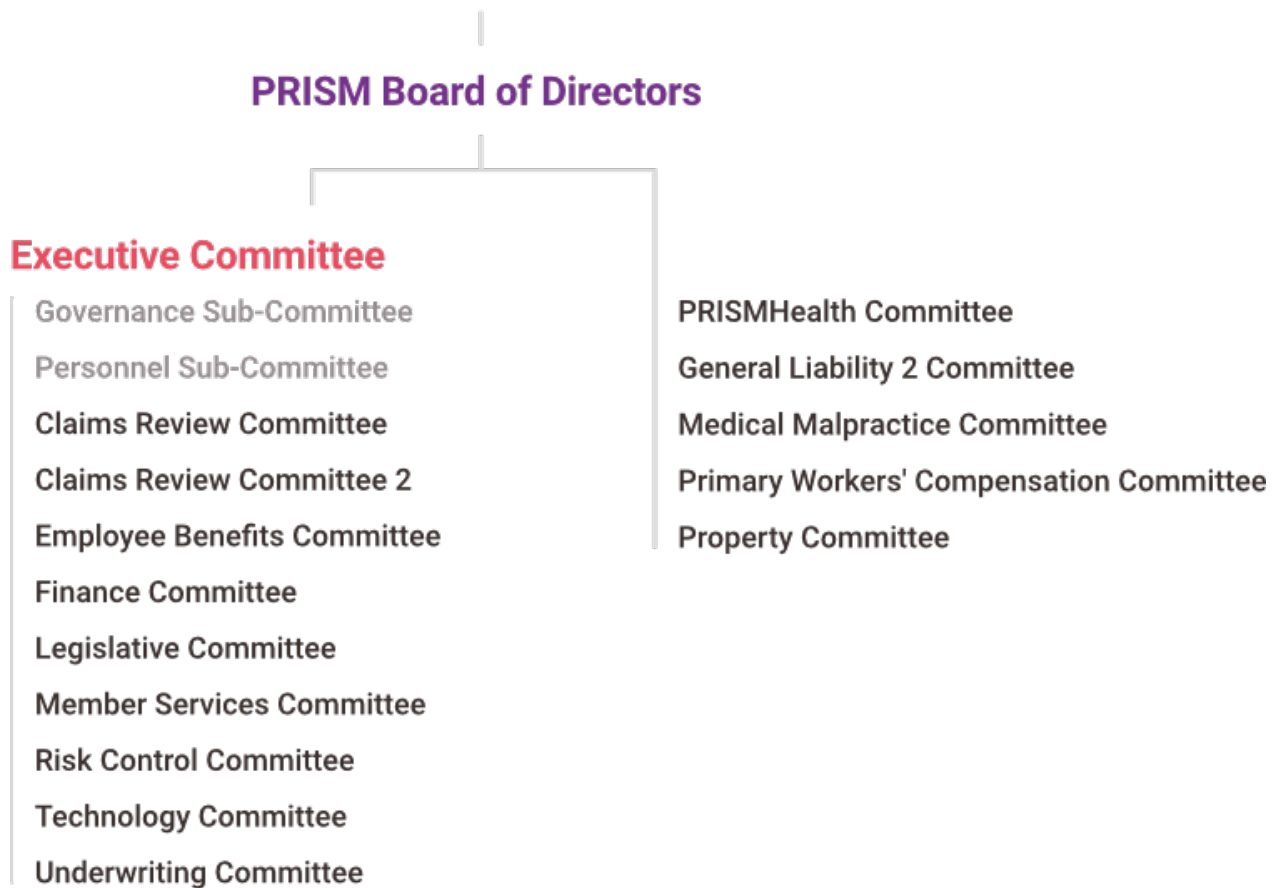 PRISM Board of Directors
Executive Committee
Governance Sub-Committee
Personnel Sub-Committee
Claims Review Committee
Claims Review Committee 2
Employee Benefits Committee
Finance Committee
Legislative Committee
Member Services Committee
Risk Control Committee
Technology Committee
Underwriting Committee
PRISMHealth Committee
General Liability 2 Committee
Medical Malpractice Committee
Primary Workers' Compensation Committee
Property Committee